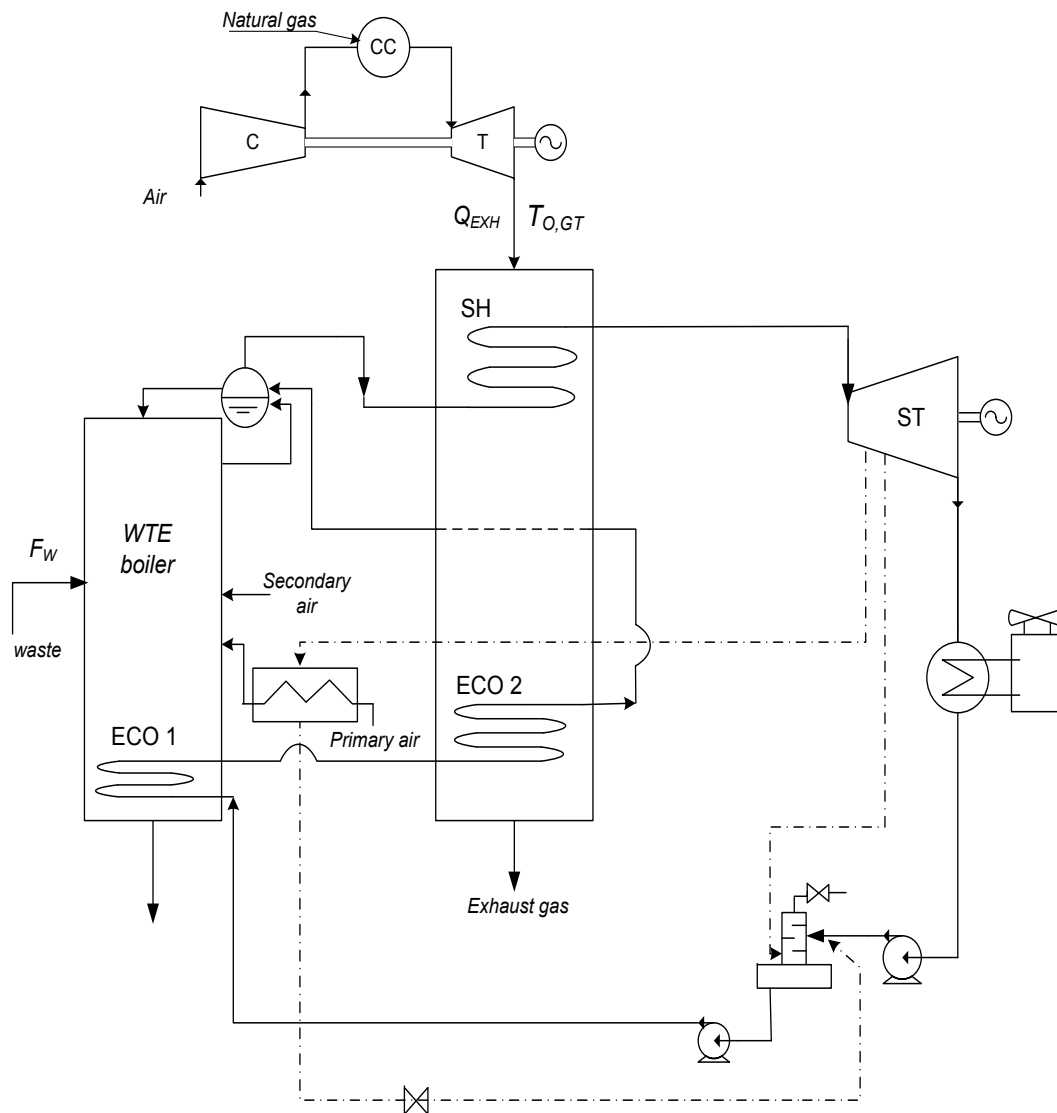 Natural gas
CC
C
T
Air
Q_EXH T_O,GT
SH
ST
WTE
boiler
F_W
Secondary
air
waste
ECO 2
ECO 1
Primary air
Exhaust gas